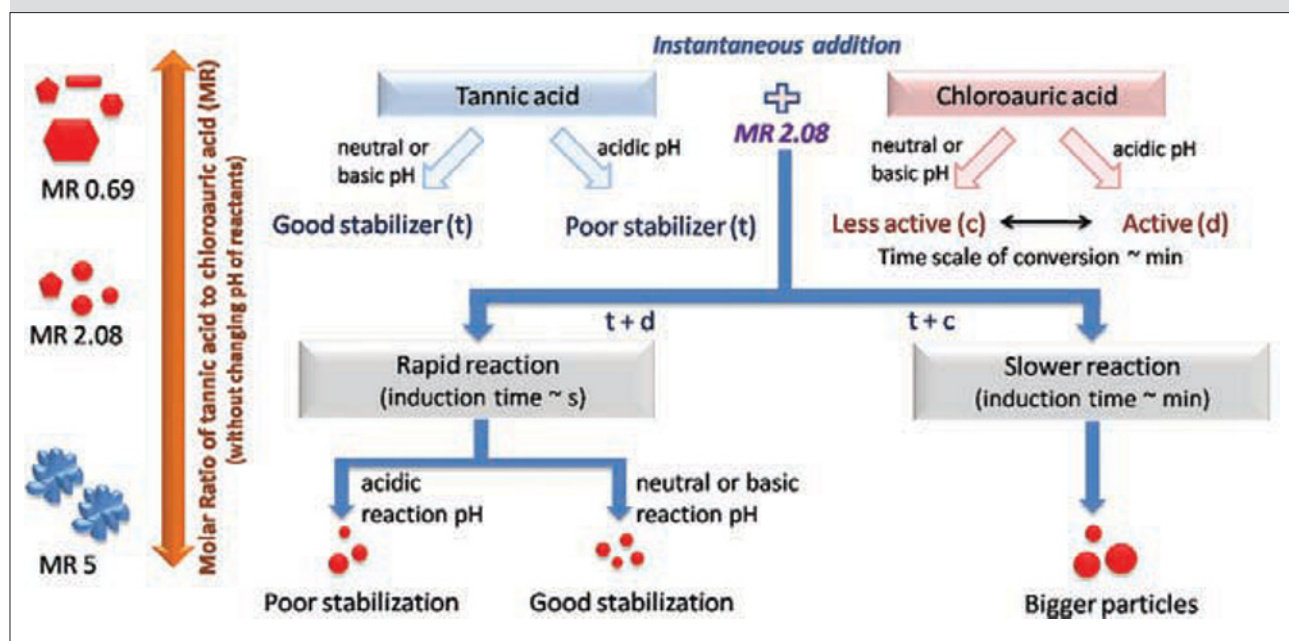 Instantaneous addition
Tannic acid
Chloroauric acid
MR 2.08
neutral or
basic pH
acidic pH
neutral or
basic pH
acidic pH
Good stabilizer (t)
Poor stabilizer (t)
Less active (c)
Active (d)
Time scale of conversion ~ min
t + d
t + c
Rapid reaction
(induction time ~ s)
Slower reaction
(induction time ~ min)
acidic
reaction pH
neutral or basic
reaction pH
Poor stabilization
Good stabilization
Bigger particles
MR 0.69
MR 2.08
MR 5
Molar Ratio of tannic acid to chloroauric acid (MR)
(without changing pH of reactants)